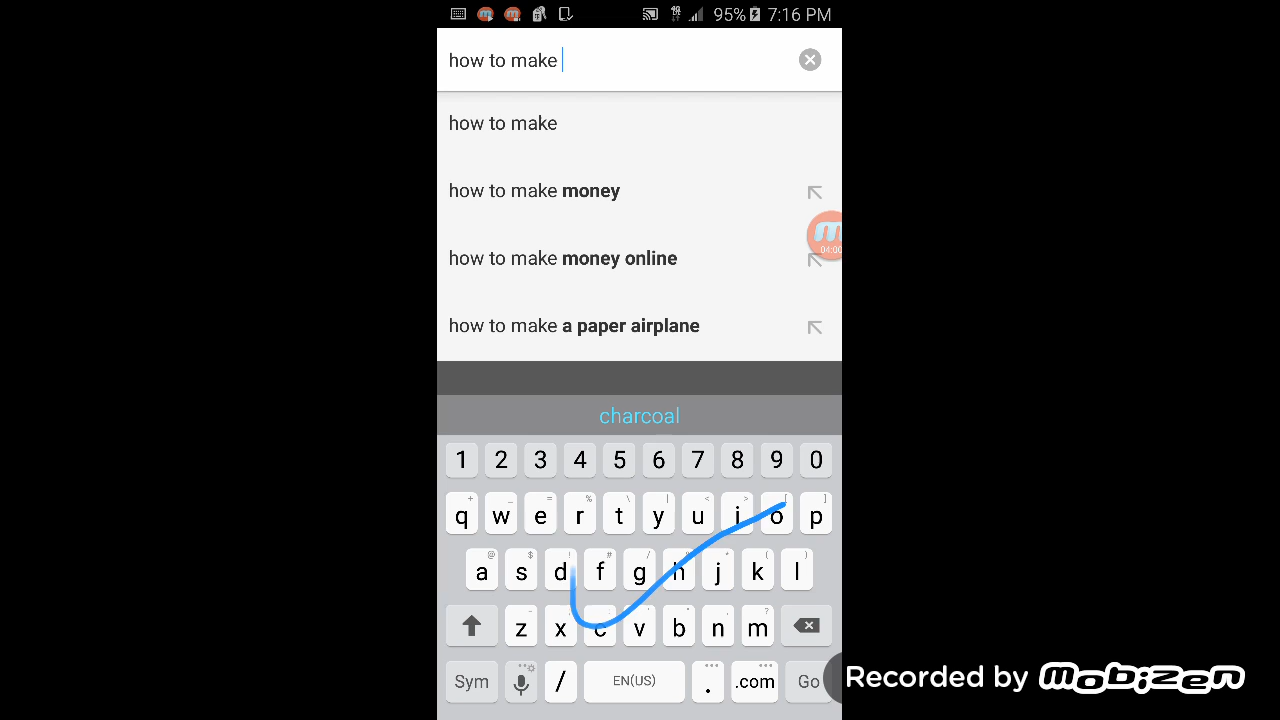 95% 7:16 PM
how to make
how to make
how to make money
04:00
how to make money online
how to make a paper airplane
charcoal
1 2 3 4 5 6 7 8 9 0
q w e r t y u i o p
a s d f g h j k l
z x c v b n m
Sym / EN(US) . .com Go
Recorded by mobizen